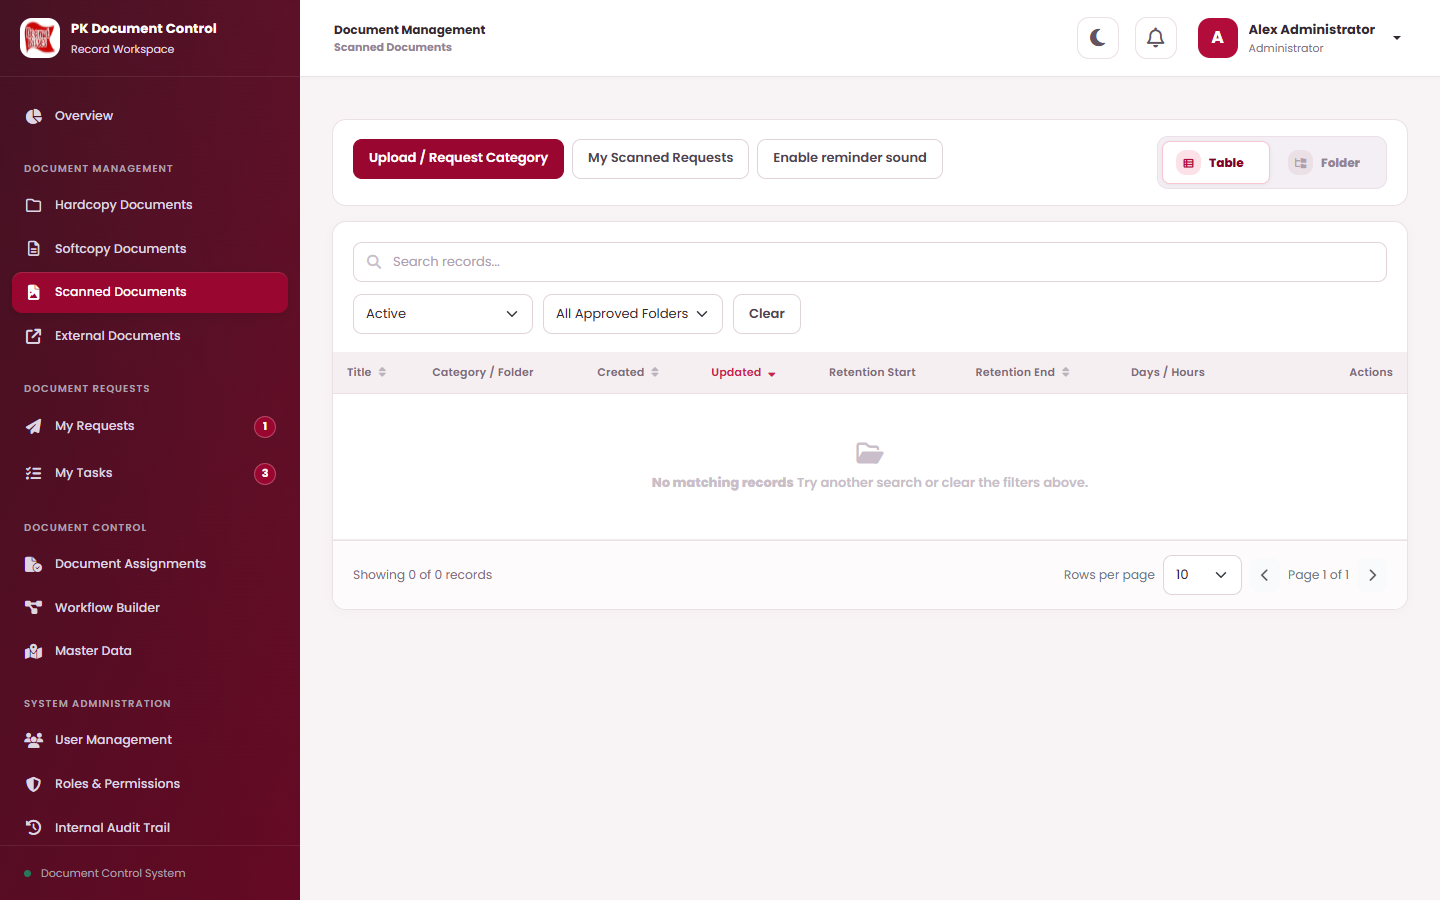 PK Document Control
Record Workspace
Overview
DOCUMENT MANAGEMENT
Hardcopy Documents
Softcopy Documents
Scanned Documents
External Documents
DOCUMENT REQUESTS
My Requests 1
My Tasks 3
DOCUMENT CONTROL
Document Assignments
Workflow Builder
Master Data
SYSTEM ADMINISTRATION
User Management
Roles & Permissions
Internal Audit Trail
Document Control System
Document Management
Scanned Documents
A
Alex Administrator
Administrator
Upload / Request Category My Scanned Requests Enable reminder sound Table Folder
Search records...
Active All Approved Folders Clear
Title Category / Folder Created Updated Retention Start Retention End Days / Hours Actions
No matching records Try another search or clear the filters above.
Showing 0 of 0 records Rows per page 10 Page 1 of 1